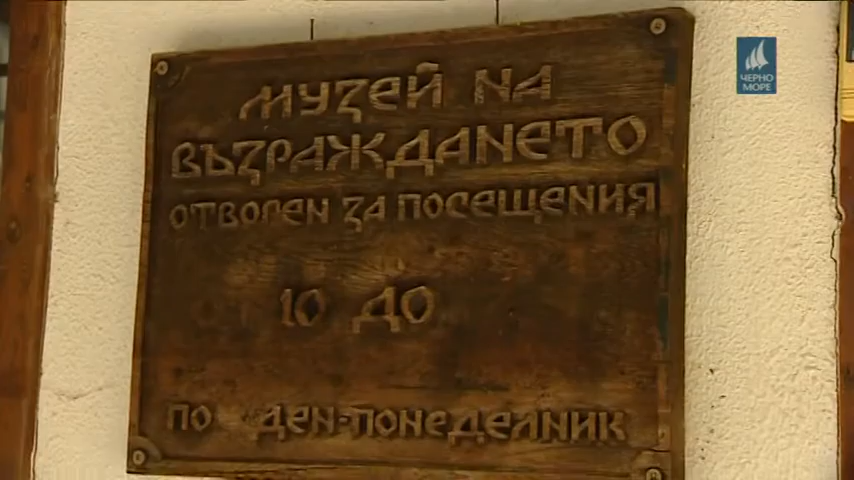 ЧЕРНО
МОРЕ
МУЗЕЙ НА
ВЪЗРАЖДАНЕТО
ОТВОРЕН ЗА ПОСЕЩЕНИЯ
10 ДО
ПО ДЕН-ПОНЕДЕЛНИК